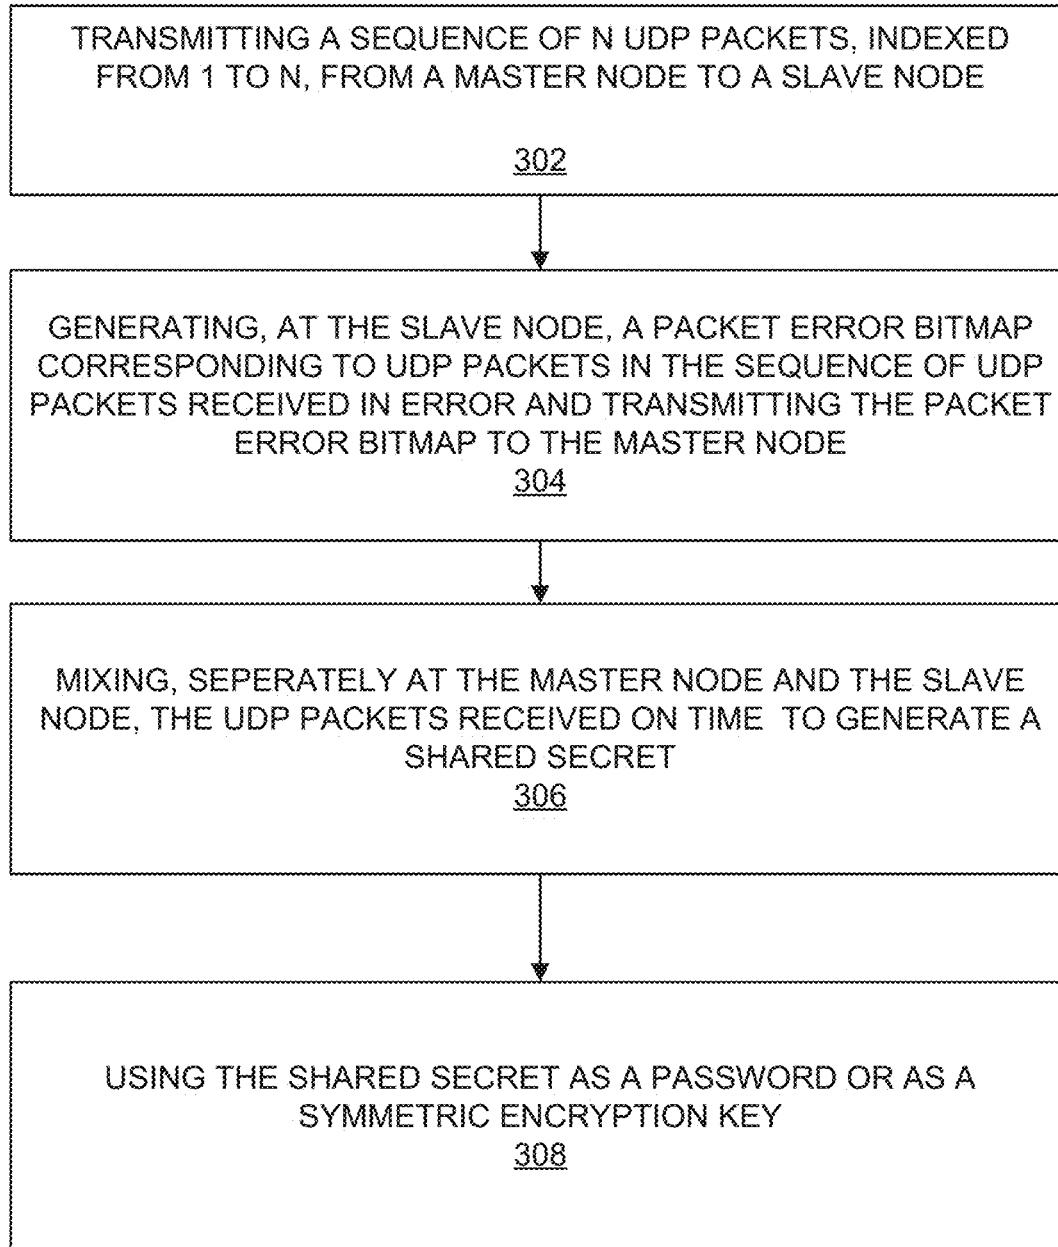 TRANSMITTING A SEQUENCE OF N UDP PACKETS, INDEXED
FROM 1 TO N, FROM A MASTER NODE TO A SLAVE NODE
302
GENERATING, AT THE SLAVE NODE, A PACKET ERROR BITMAP
CORRESPONDING TO UDP PACKETS IN THE SEQUENCE OF UDP
PACKETS RECEIVED IN ERROR AND TRANSMITTING THE PACKET
ERROR BITMAP TO THE MASTER NODE
304
MIXING, SEPERATELY AT THE MASTER NODE AND THE SLAVE
NODE, THE UDP PACKETS RECEIVED ON TIME TO GENERATE A
SHARED SECRET
306
USING THE SHARED SECRET AS A PASSWORD OR AS A
SYMMETRIC ENCRYPTION KEY
308